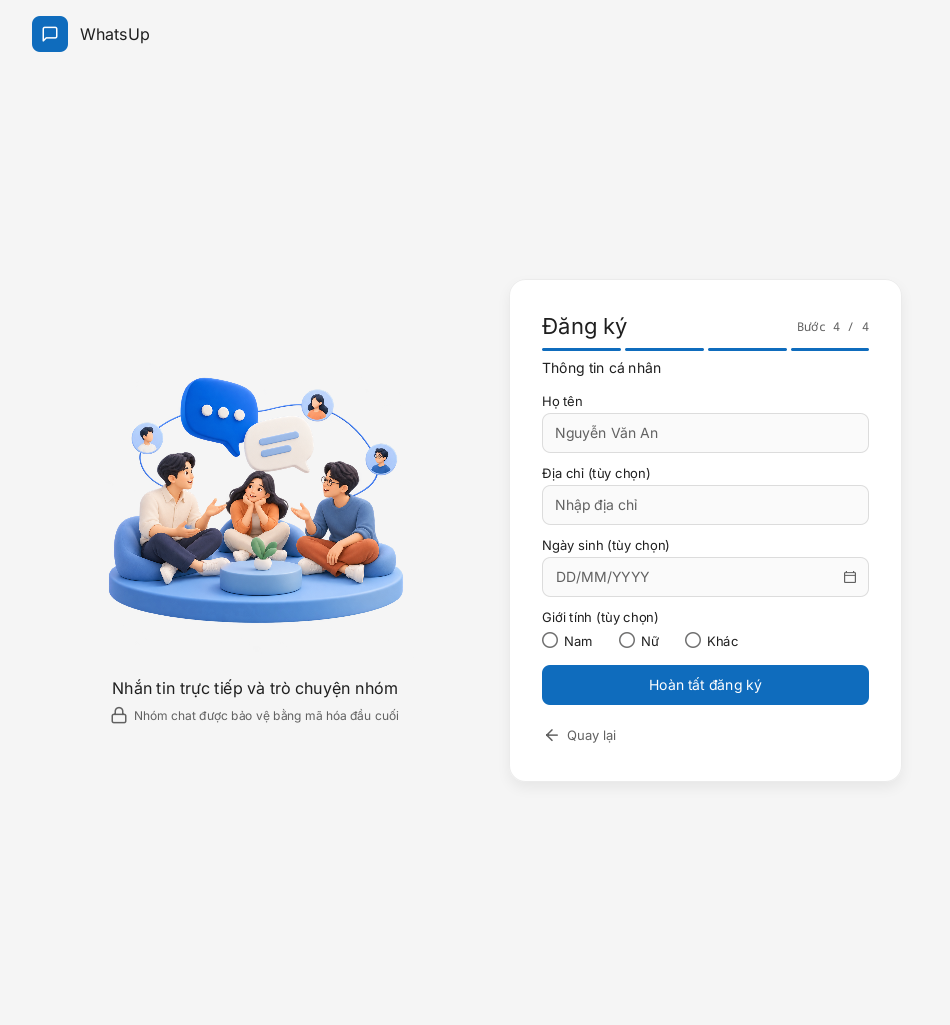 WhatsUp
Nhắn tin trực tiếp và trò chuyện nhóm
Nhóm chat được bảo vệ bằng mã hóa đầu cuối
Đăng ký
Bước 4 / 4
Thông tin cá nhân
Họ tên
Nguyễn Văn An
Địa chỉ (tùy chọn)
Nhập địa chỉ
Ngày sinh (tùy chọn)
DD/MM/YYYY
Giới tính (tùy chọn)
Nam Nữ Khác
Hoàn tất đăng ký
Quay lại